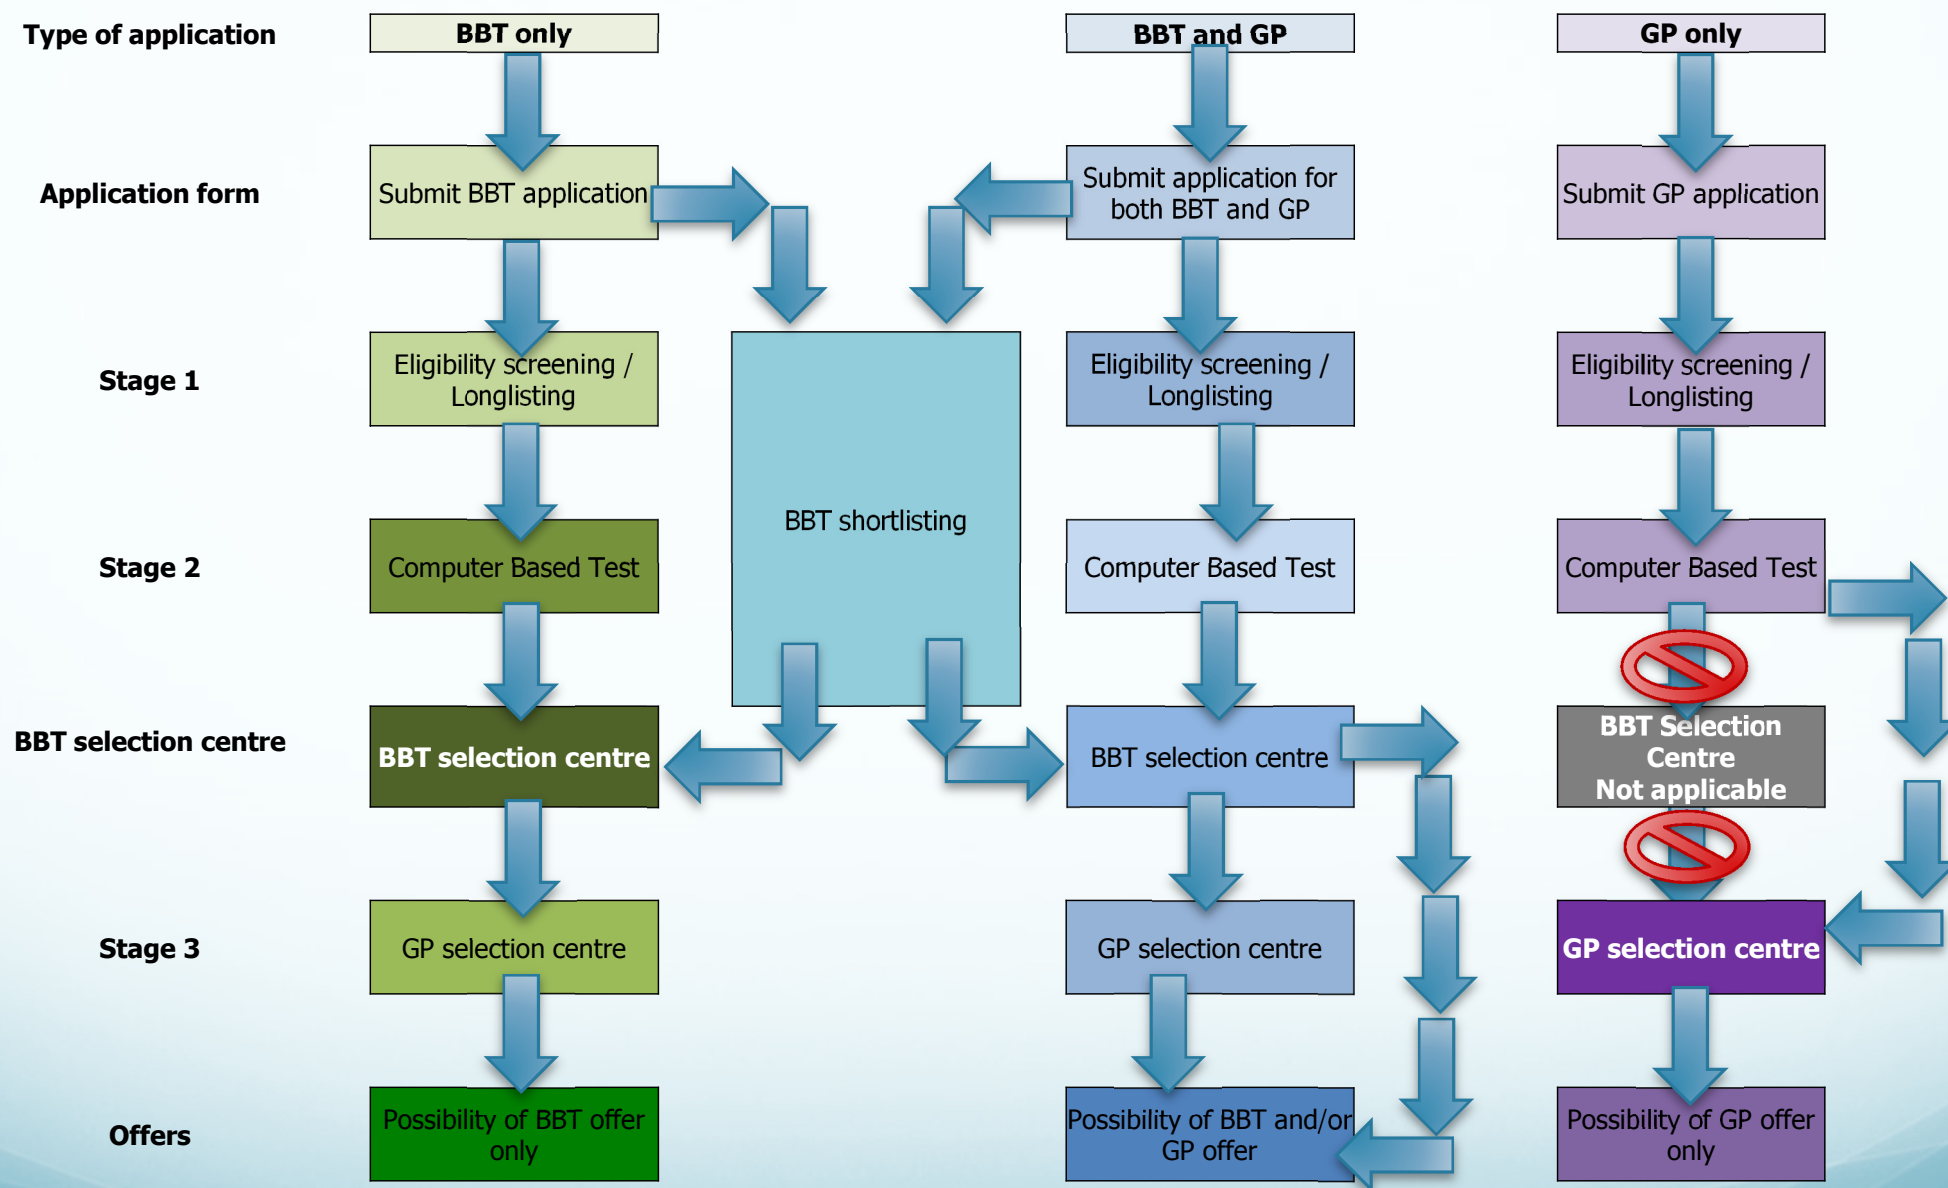 Type of application
BBT only
BBT and GP
GP only
Application form
Submit BBT application
Submit application for
both BBT and GP
Submit GP application
Stage 1
Eligibility screening /
Longlisting
Eligibility screening /
Longlisting
Eligibility screening /
Longlisting
BBT shortlisting
Stage 2
Computer Based Test
Computer Based Test
Computer Based Test
BBT selection centre
BBT selection centre
BBT selection centre
BBT Selection
Centre
Not applicable
Stage 3
GP selection centre
GP selection centre
GP selection centre
Offers
Possibility of BBT offer
only
Possibility of BBT and/or
GP offer
Possibility of GP offer
only